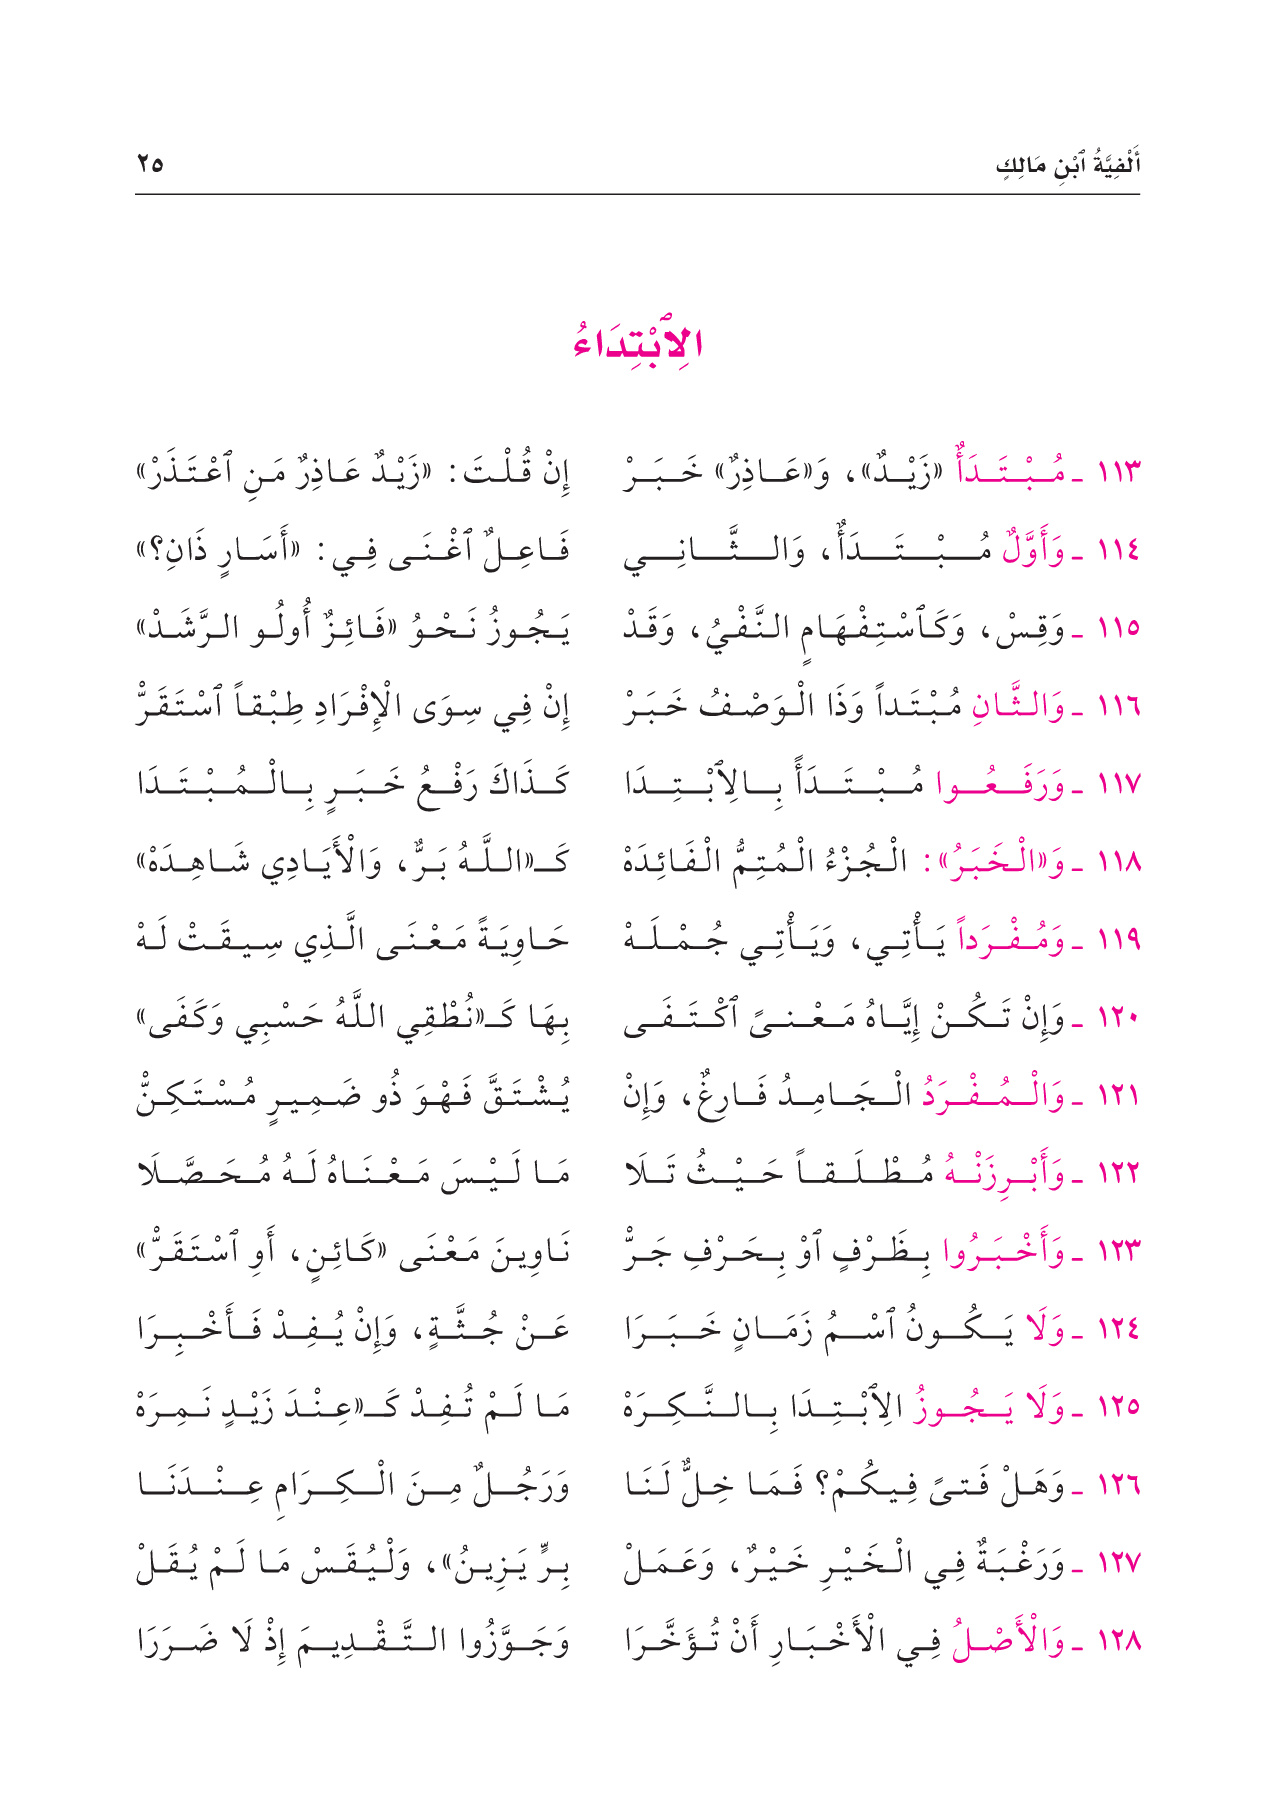 أَلْفِيَّةُ ٱبْنِ مَالِكٍ ٢٥
الِٱبْتِدَاءُ
١١٣ - مُبْتَدَأٌ «زَيْدٌ»، وَ«عَاذِرٌ» خَبَرْ إِنْ قُلْتَ: «زَيْدٌ عَاذِرٌ مَنِ ٱعْتَذَرْ»
١١٤ - وَأَوَّلٌ مُبْتَدَأٌ، وَالثَّانِي فَاعِلٌ ٱغْنَى فِي: «أَسَارٍ ذَانِ؟»
١١٥ - وَقِسْ، وَكَٱسْتِفْهَامٍ النَّفْيُ، وَقَدْ يَجُوزُ نَحْوُ «فَائِزٌ أُولُو الرَّشَدْ»
١١٦ - وَالثَّانِ مُبْتَداً وَذَا الْوَصْفُ خَبَرْ إِنْ فِي سِوَى الْإِفْرَادِ طِبْقاً ٱسْتَقَرّْ
١١٧ - وَرَفَعُوا مُبْتَدَأً بِالِٱبْتِدَا كَذَاكَ رَفْعُ خَبَرٍ بِالْمُبْتَدَا
١١٨ - وَ«الْخَبَرُ»: الْجُزْءُ الْمُتِمُّ الْفَائِدَهْ كَـ«اللَّهُ بَرٌّ، وَالْأَيَادِي شَاهِدَهْ»
١١٩ - وَمُفْرَداً يَأْتِي، وَيَأْتِي جُمْلَهْ حَاوِيَةً مَعْنَى الَّذِي سِيقَتْ لَهْ
١٢٠ - وَإِنْ تَكُنْ إِيَّاهُ مَعْنىً ٱكْتَفَى بِهَا كَـ«نُطْقِي اللَّهُ حَسْبِي وَكَفَى»
١٢١ - وَالْمُفْرَدُ الْجَامِدُ فَارِغٌ، وَإِنْ يُشْتَقَّ فَهْوَ ذُو ضَمِيرٍ مُسْتَكِنّْ
١٢٢ - وَأَبْرِزَنْهُ مُطْلَقاً حَيْثُ تَلَا مَا لَيْسَ مَعْنَاهُ لَهُ مُحَصَّلَا
١٢٣ - وَأَخْبَرُوا بِظَرْفٍ ٱوْ بِحَرْفِ جَرّْ نَاوِينَ مَعْنَى «كَائِنٍ، أَوِ ٱسْتَقَرّْ»
١٢٤ - وَلَا يَكُونُ ٱسْمُ زَمَانٍ خَبَرَا عَنْ جُثَّةٍ، وَإِنْ يُفِدْ فَأَخْبِرَا
١٢٥ - وَلَا يَجُوزُ الِٱبْتِدَا بِالنَّكِرَهْ مَا لَمْ تُفِدْ كَـ«عِنْدَ زَيْدٍ نَمِرَهْ
١٢٦ - وَهَلْ فَتىً فِيكُمْ؟ فَمَا خِلٌّ لَنَا وَرَجُلٌ مِنَ الْكِرَامِ عِنْدَنَا
١٢٧ - وَرَغْبَةٌ فِي الْخَيْرِ خَيْرٌ، وَعَمَلْ بِرٍّ يَزِينُ»، وَلْيُقَسْ مَا لَمْ يُقَلْ
١٢٨ - وَالْأَصْلُ فِي الْأَخْبَارِ أَنْ تُؤَخَّرَا وَجَوَّزُوا التَّقْدِيمَ إِذْ لَا ضَرَرَا